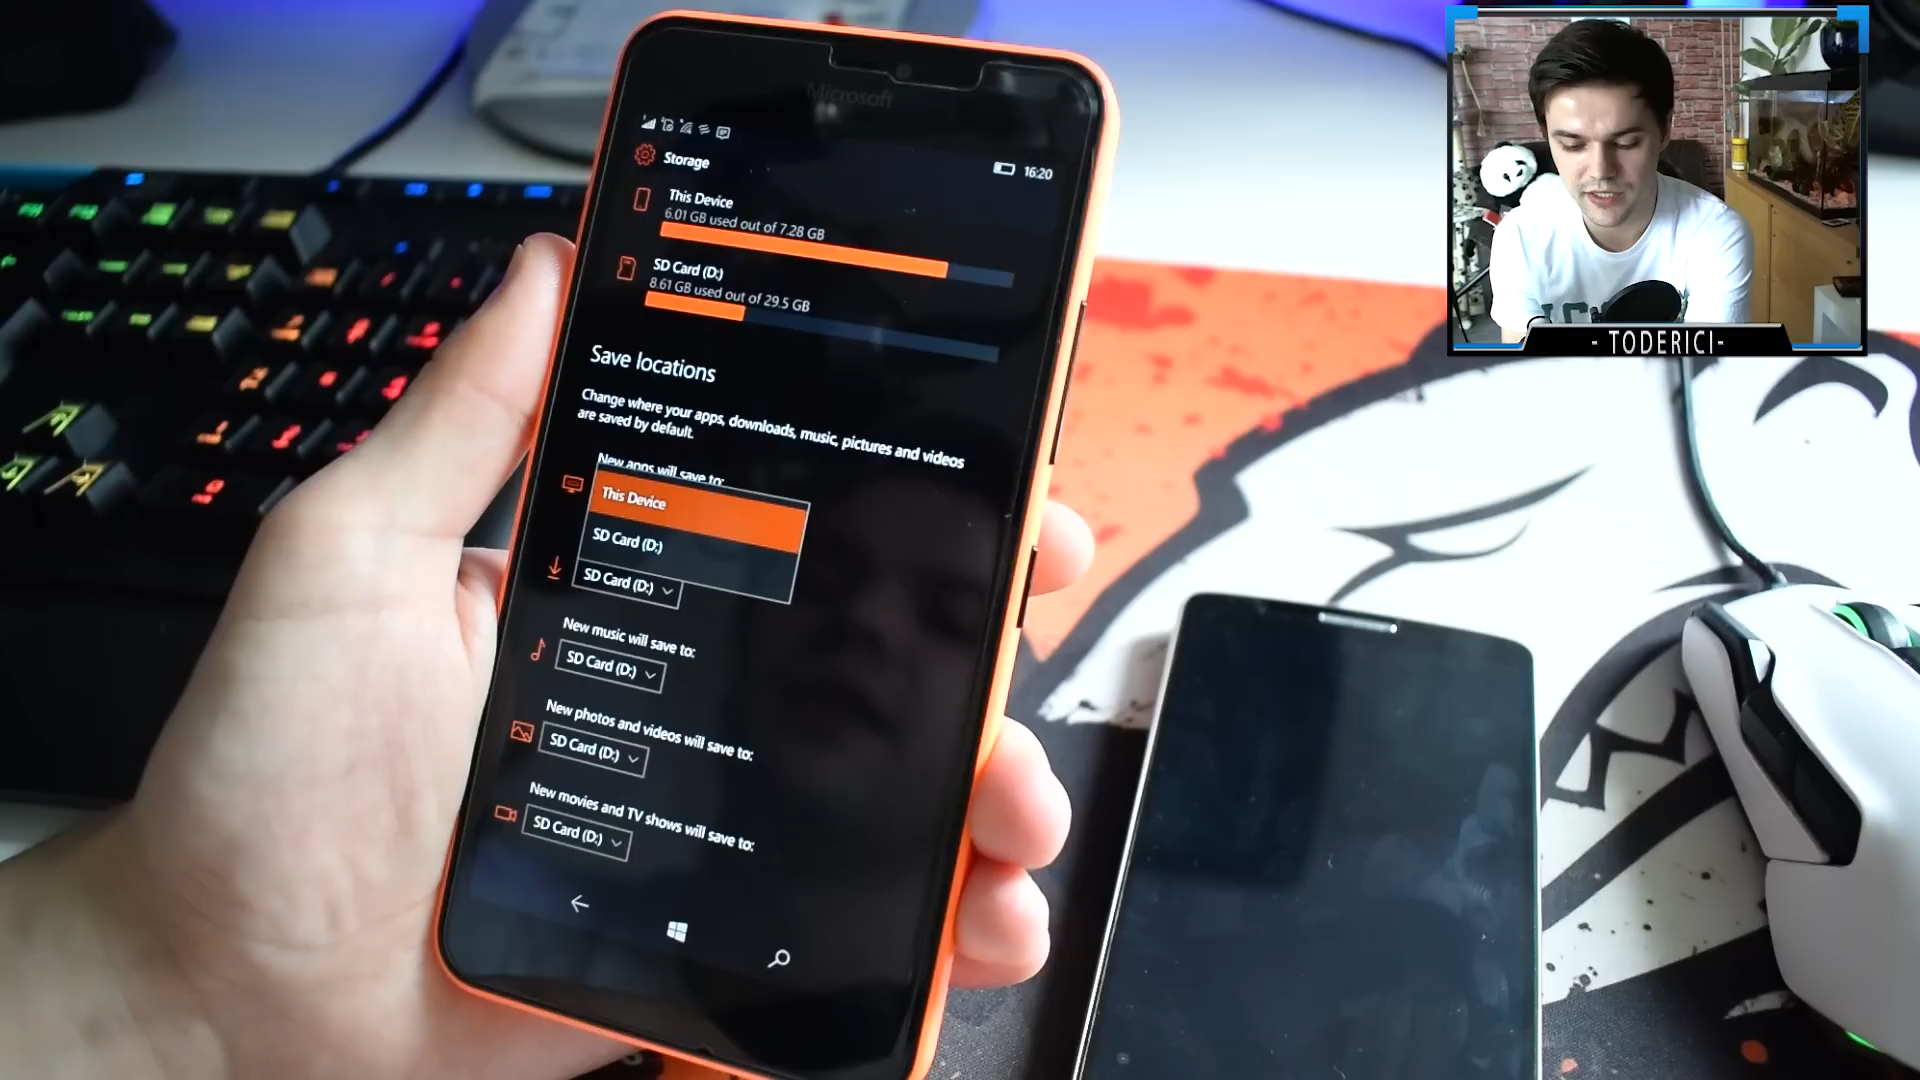 Microsoft
16:20
Storage
This Device
6.01 GB used out of 7.28 GB
SD Card (D:)
8.61 GB used out of 29.5 GB
Save locations
Change where your apps, downloads, music, pictures and videos
are saved by default.
New apps will save to:
This Device
SD Card (D:)
SD Card (D:)
New music will save to:
SD Card (D:)
New photos and videos will save to:
SD Card (D:)
New movies and TV shows will save to:
SD Card (D:)
- TODERICI-